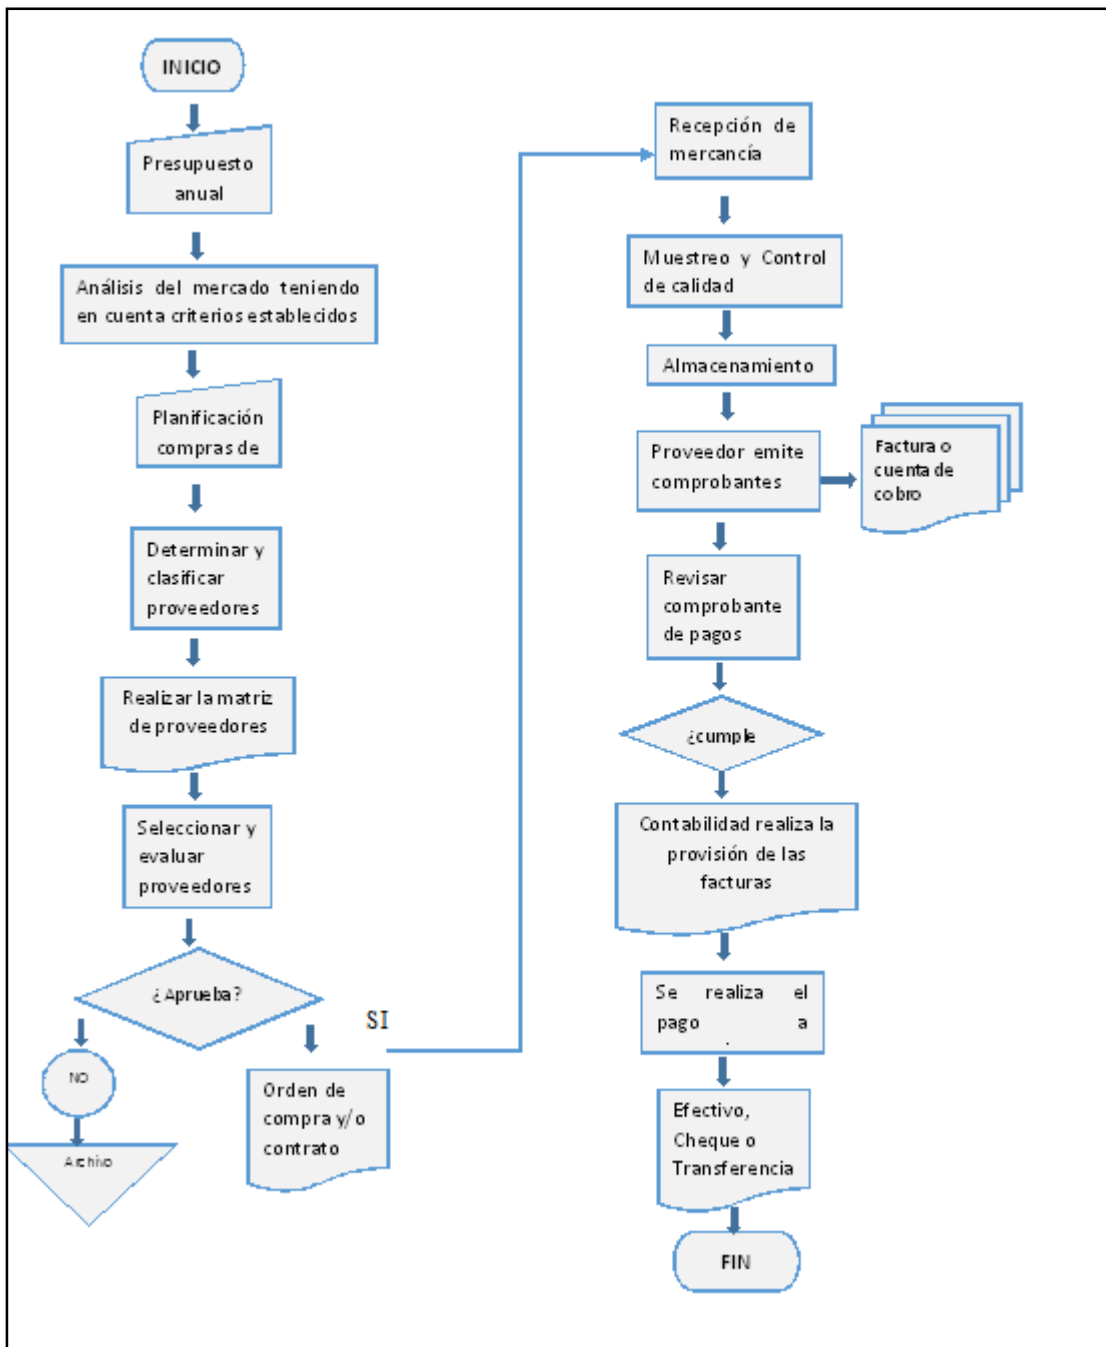 INICIO
Presupuesto
anual
Análisis del mercado teniendo
en cuenta criterios establecidos
Planificación
compras de
Determinar y
clasificar
proveedores
Realizar la matriz
de proveedores
Seleccionar y
evaluar
proveedores
¿Aprueba?
NO
Archivo
SI
Orden de
compra y/o
contrato
Recepción de
mercancía
Muestreo y Control
de calidad
Almacenamiento
Proveedor emite
comprobantes
Factura o
cuenta de
cobro
Revisar
comprobante
de pagos
¿cumple
Contabilidad realiza la
provisión de las
facturas
Se realiza el
pago a
Efectivo,
Cheque o
Transferencia
FIN